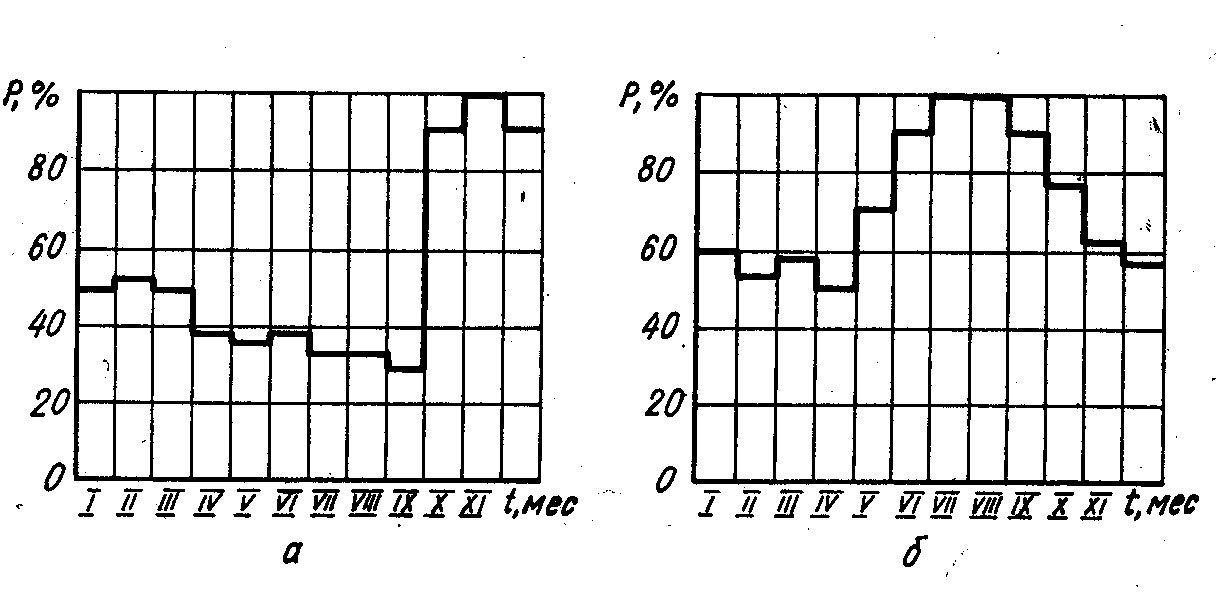 P, % P, %
80 80
60 60
40 40
20 20
0 0
I II III IV V VI VII VIII IX X XI t, мес I II III IV V VI VII VIII IX X XI t, мес
а б